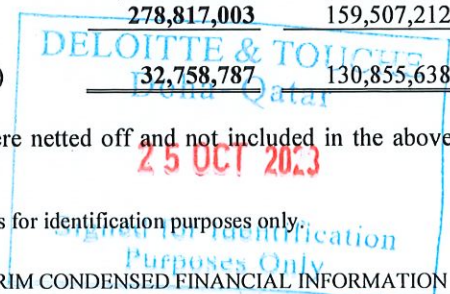 278,817,003 159,507,212
DELOITTE & TOUCHE
) 32,758,787 130,855,638
Doha Qatar
ere netted off and not included in the above
25 OCT 2023
s for identification purposes only.
Signed for Identification
Purposes Only
RIM CONDENSED FINANCIAL INFORMATION